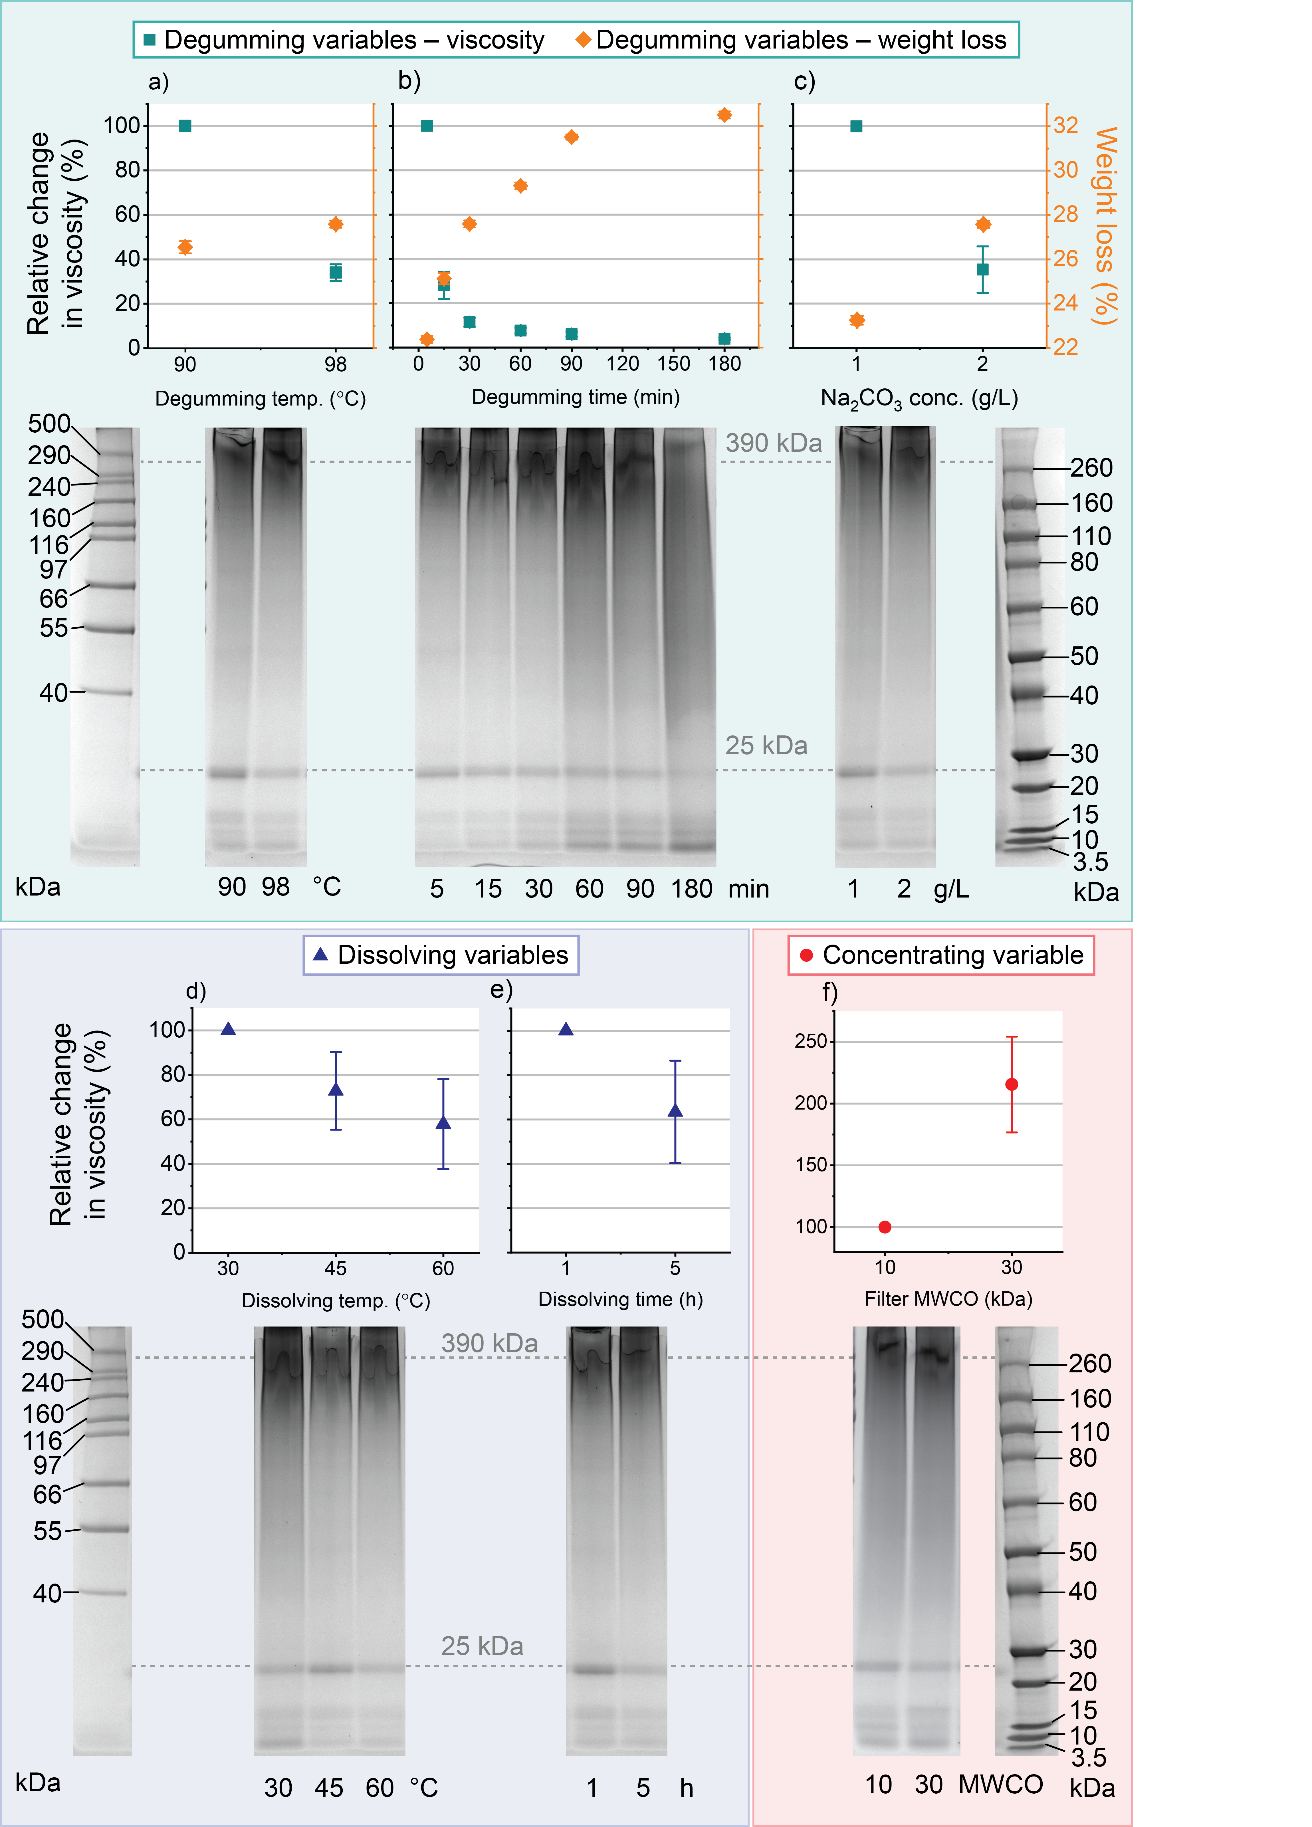 Degumming variables – viscosity
Degumming variables – weight loss
a)
b)
c)
Relative change
in viscosity (%)
100
80
60
40
20
0
90
98
Degumming temp. (°C)
0 30 60 90 120 150 180
Degumming time (min)
1
2
Na₂CO₃ conc. (g/L)
32
30
28
26
24
22
Weight loss (%)
500
290
240
160
116
97
66
55
40
kDa
390 kDa
25 kDa
90 98 °C
5 15 30 60 90 180 min
1 2 g/L
260
160
110
80
60
50
40
30
20
15
10
3.5
kDa
Dissolving variables
Concentrating variable
d)
e)
f)
Relative change
in viscosity (%)
100
80
60
40
20
0
30 45 60
Dissolving temp. (°C)
1 5
Dissolving time (h)
250
200
150
100
10 30
Filter MWCO (kDa)
500
290
240
160
116
97
66
55
40
kDa
390 kDa
25 kDa
30 45 60 °C
1 5 h
10 30 MWCO
260
160
110
80
60
50
40
30
20
15
10
3.5
kDa